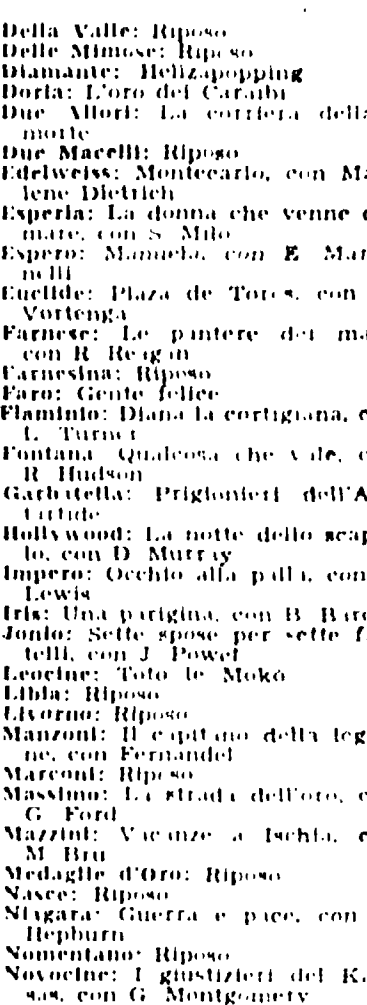 Della Valle: Riposo
Delle Mimose: Riposo
Diamante: Hellzapopping
Doria: L'oro dei Caraibi
Due Allori: La corriera della
morte
Due Macelli: Riposo
Edelweiss: Montecarlo, con Ma
lene Dietrich
Esperia: La donna che venne d
mare, con S. Milo
Espero: Manuela, con E. Mar
nelli
Euclide: Plaza de Toros, con
Vortenga
Farnese: Le pantere dei ma
con R. Reagan
Farnesina: Riposo
Faro: Gente felice
Flaminio: Diana la cortigiana, c
L. Turner
Fontana: Qualcosa che vale, c
R. Hudson
Garbatella: Prigionieri dell'A
tartide
Hollywood: La notte dello scap
lo, con D. Murray
Impero: Occhio alla palla, con
Lewis
Iris: Una parigina, con B. Bard
Jonio: Sette spose per sette f
telli, con J. Powel
Leocine: Totò le Mokò
Libia: Riposo
Livorno: Riposo
Manzoni: Il capitano della leg
ne, con Fernandel
Marconi: Riposo
Massimo: La strada dell'oro, c
G. Ford
Mazzini: Vacanze a Ischia, c
M. Bru
Medaglie d'Oro: Riposo
Nasce: Riposo
Niagara: Guerra e pace, con
Hepburn
Nomentano: Riposo
Novocine: I giustizieri del Ka
sas, con G. Montgomery